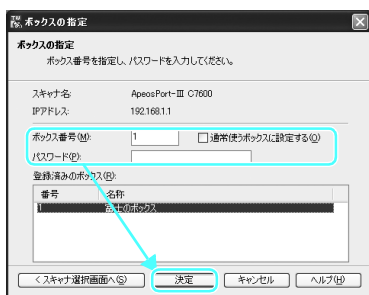 ボックスの指定
ボックスの指定
ボックス番号を指定し、パスワードを入力してください。
スキャナ名: ApeosPort-Ⅲ C7600
IPアドレス: 192.168.1.1
ボックス番号(M): 1 通常使うボックスに設定する(O)
パスワード(P):
登録済みのボックス(R):
番号 名称
1 富士のボックス
< スキャナ選択画面へ(S) 決定 キャンセル ヘルプ(H)